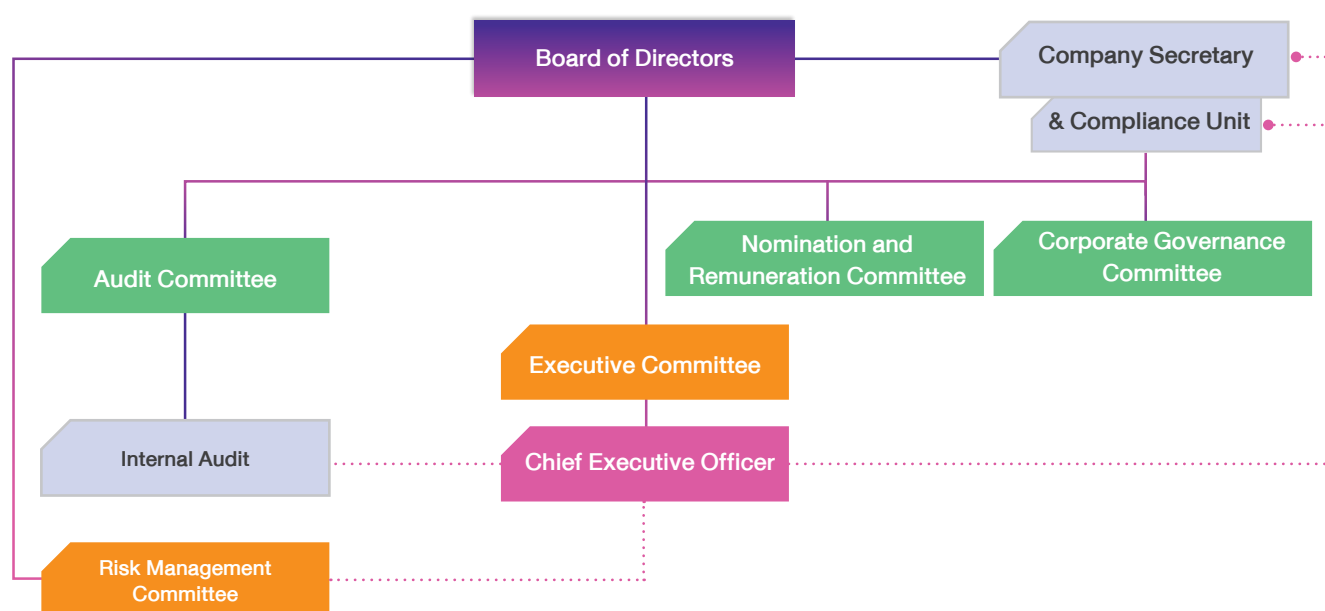 Board of Directors
Company Secretary
& Compliance Unit
Audit Committee
Nomination and
Remuneration Committee
Corporate Governance
Committee
Executive Committee
Internal Audit
Chief Executive Officer
Risk Management
Committee